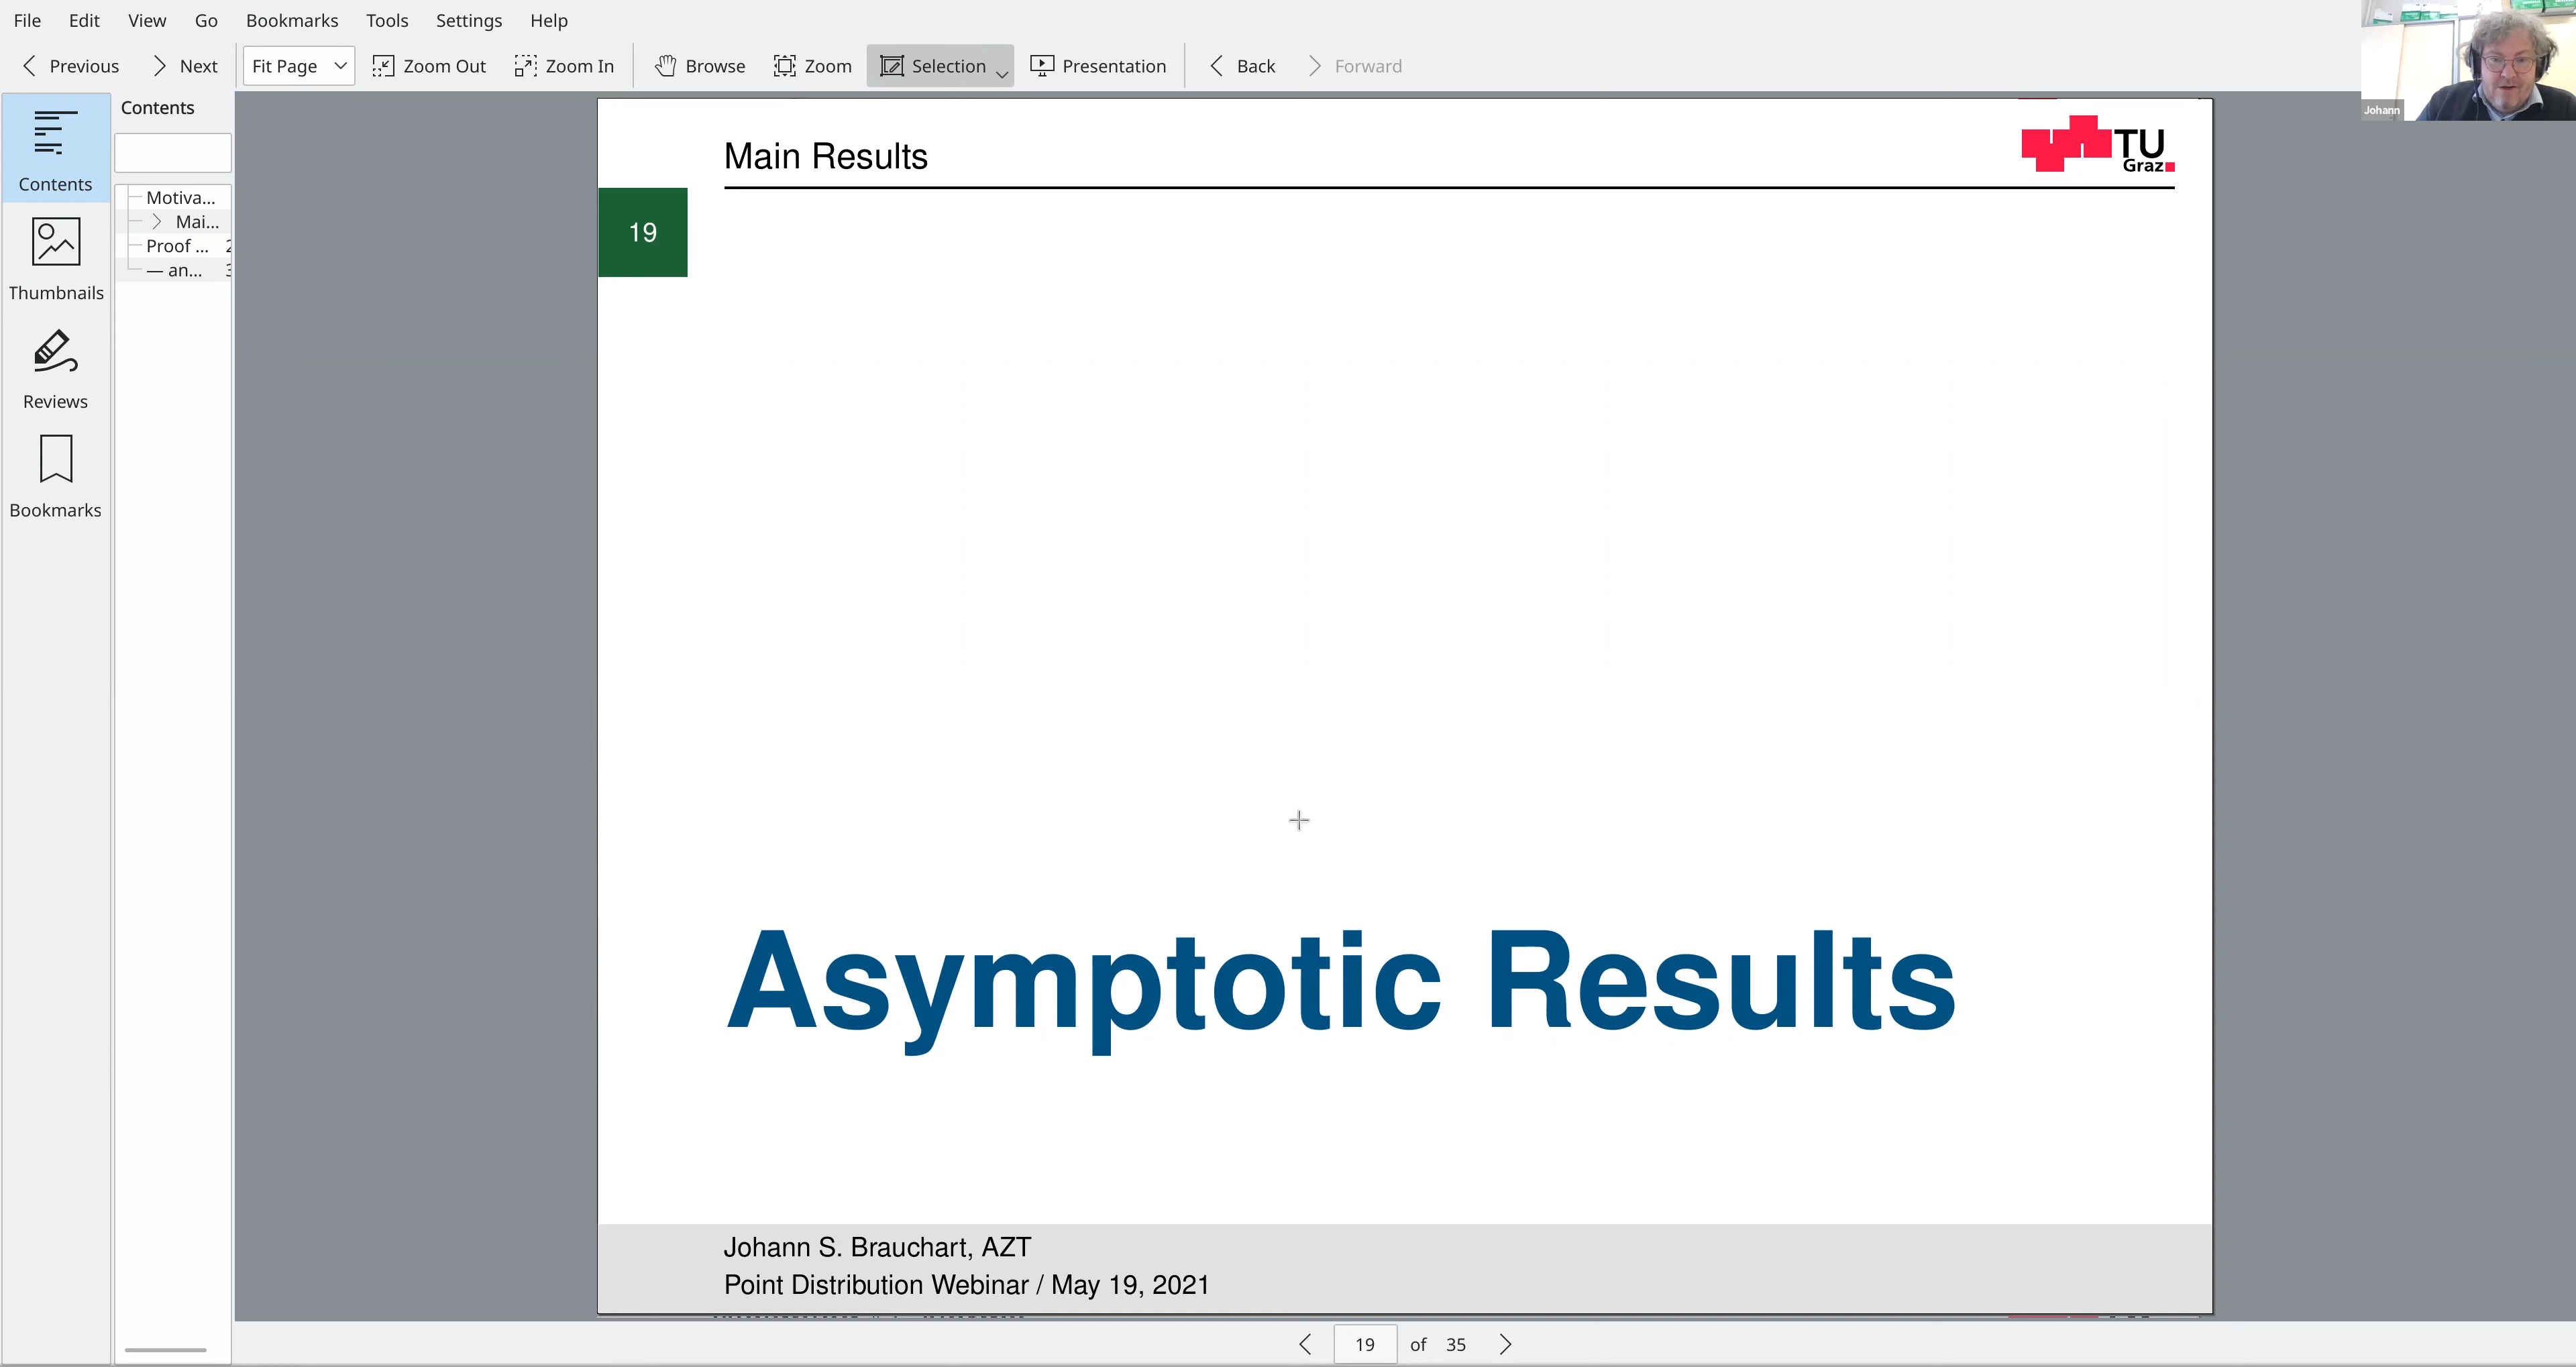 File Edit View Go Bookmarks Tools Settings Help
Previous Next Fit Page Zoom Out Zoom In Browse Zoom Selection Presentation Back Forward
Johann
Contents
Contents
Thumbnails
Reviews
Bookmarks
Motiva...
Mai...
Proof ... 2
— an... 3
Main Results
TU
Graz
19
Asymptotic Results
Johann S. Brauchart, AZT
Point Distribution Webinar / May 19, 2021
19 of 35